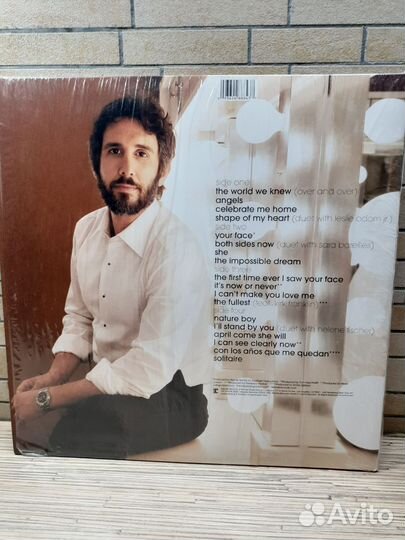 side one
the world we knew (over and over)
angels
celebrate me home
shape of my heart (duet with leslie odom jr.)
side two
your face*
both sides now (duet with sara bareilles)
she
the impossible dream
side three
the first time ever i saw your face
it's now or never**
i can't make you love me
the fullest (feat. kirk franklin)***
side four
nature boy
i'll stand by you (duet with helene fischer)
april come she will
i can see clearly now**
con los años que me quedan****
solitaire
Avito